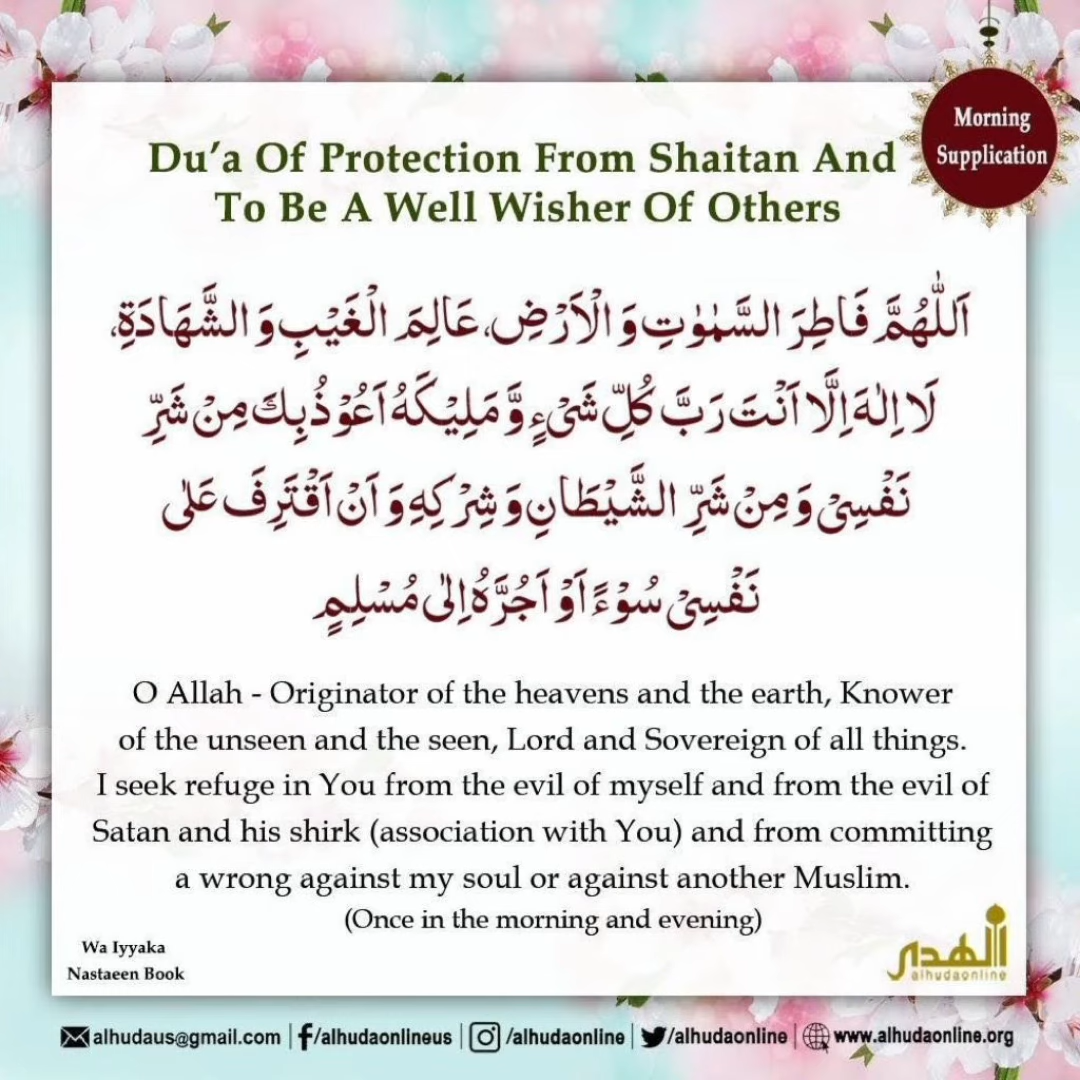 Morning
Supplication
Du’a Of Protection From Shaitan And
To Be A Well Wisher Of Others
اَللّٰهُمَّ فَاطِرَ السَّمٰوٰتِ وَ الْاَرْضِ، عَالِمَ الْغَيْبِ وَ الشَّهَادَةِ،
لَا اِلٰهَ اِلَّا اَنْتَ رَبَّ كُلِّ شَیْءٍ وَّ مَلِيْكَهُ اَعُوْذُ بِكَ مِنْ شَرِّ
نَفْسِیْ وَ مِنْ شَرِّ الشَّيْطَانِ وَ شِرْكِهِ وَ اَنْ اَقْتَرِفَ عَلٰی
نَفْسِیْ سُوْءًا اَوْ اَجُرَّهُ اِلٰی مُسْلِمٍ
O Allah - Originator of the heavens and the earth, Knower
of the unseen and the seen, Lord and Sovereign of all things.
I seek refuge in You from the evil of myself and from the evil of
Satan and his shirk (association with You) and from committing
a wrong against my soul or against another Muslim.
(Once in the morning and evening)
Wa Iyyaka
Nastaeen Book
الهدى
alhudaonline
alhudaus@gmail.com | f/alhudaonlineus | /alhudaonline | /alhudaonline | www.alhudaonline.org